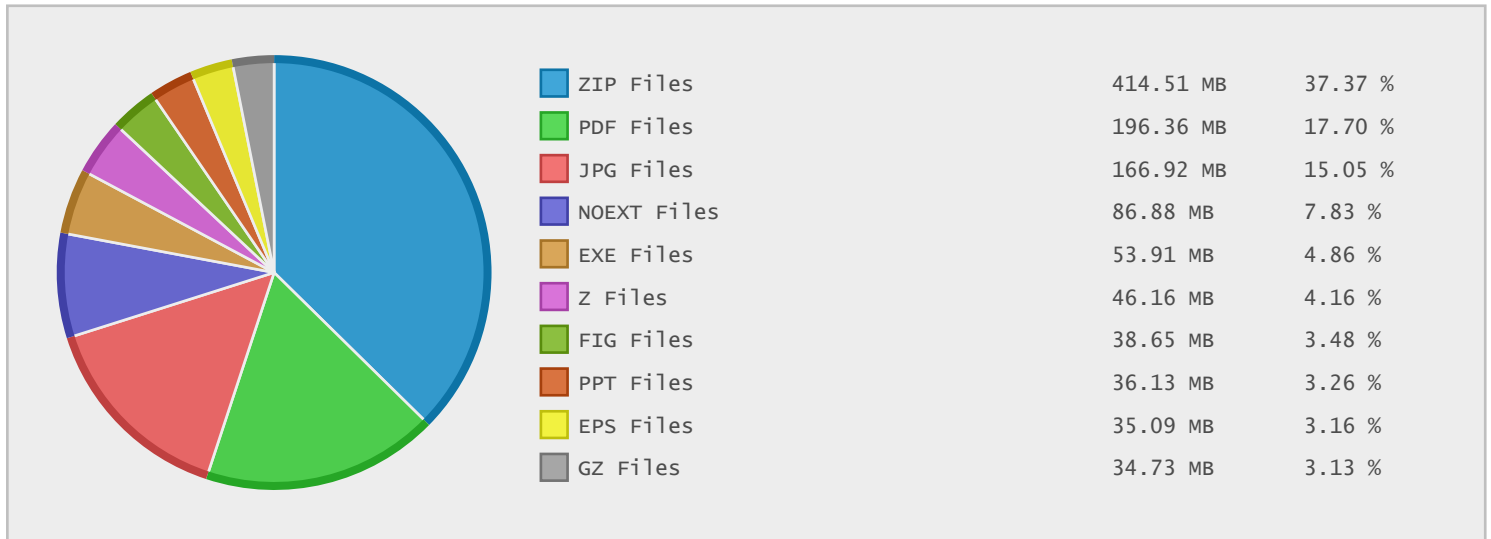 ZIP Files 414.51 MB 37.37 %
PDF Files 196.36 MB 17.70 %
JPG Files 166.92 MB 15.05 %
NOEXT Files 86.88 MB 7.83 %
EXE Files 53.91 MB 4.86 %
Z Files 46.16 MB 4.16 %
FIG Files 38.65 MB 3.48 %
PPT Files 36.13 MB 3.26 %
EPS Files 35.09 MB 3.16 %
GZ Files 34.73 MB 3.13 %